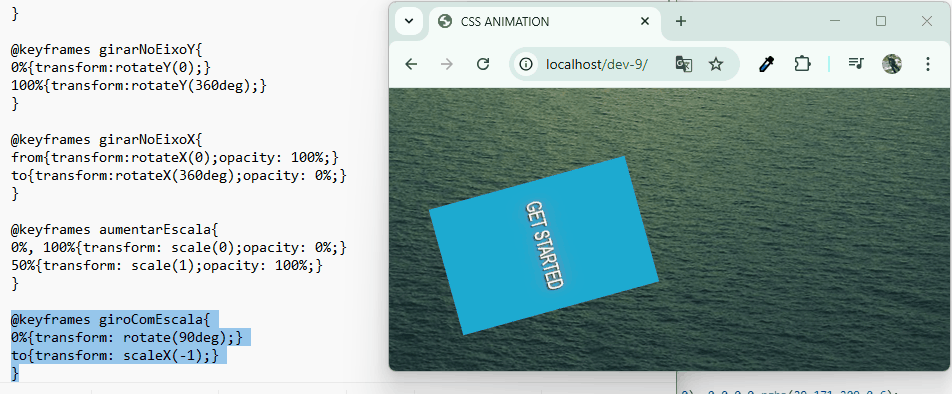 }
@keyframes girarNoEixoY{
0%{transform:rotateY(0);}
100%{transform:rotateY(360deg);}
}
@keyframes girarNoEixoX{
from{transform:rotateX(0);opacity: 100%;}
to{transform:rotateX(360deg);opacity: 0%;}
}
@keyframes aumentarEscala{
0%, 100%{transform: scale(0);opacity: 0%;}
50%{transform: scale(1);opacity: 100%;}
}
@keyframes giroComEscala{
0%{transform: rotate(90deg);}
to{transform: scaleX(-1);}
}
CSS ANIMATION
localhost/dev-9/
GET STARTED